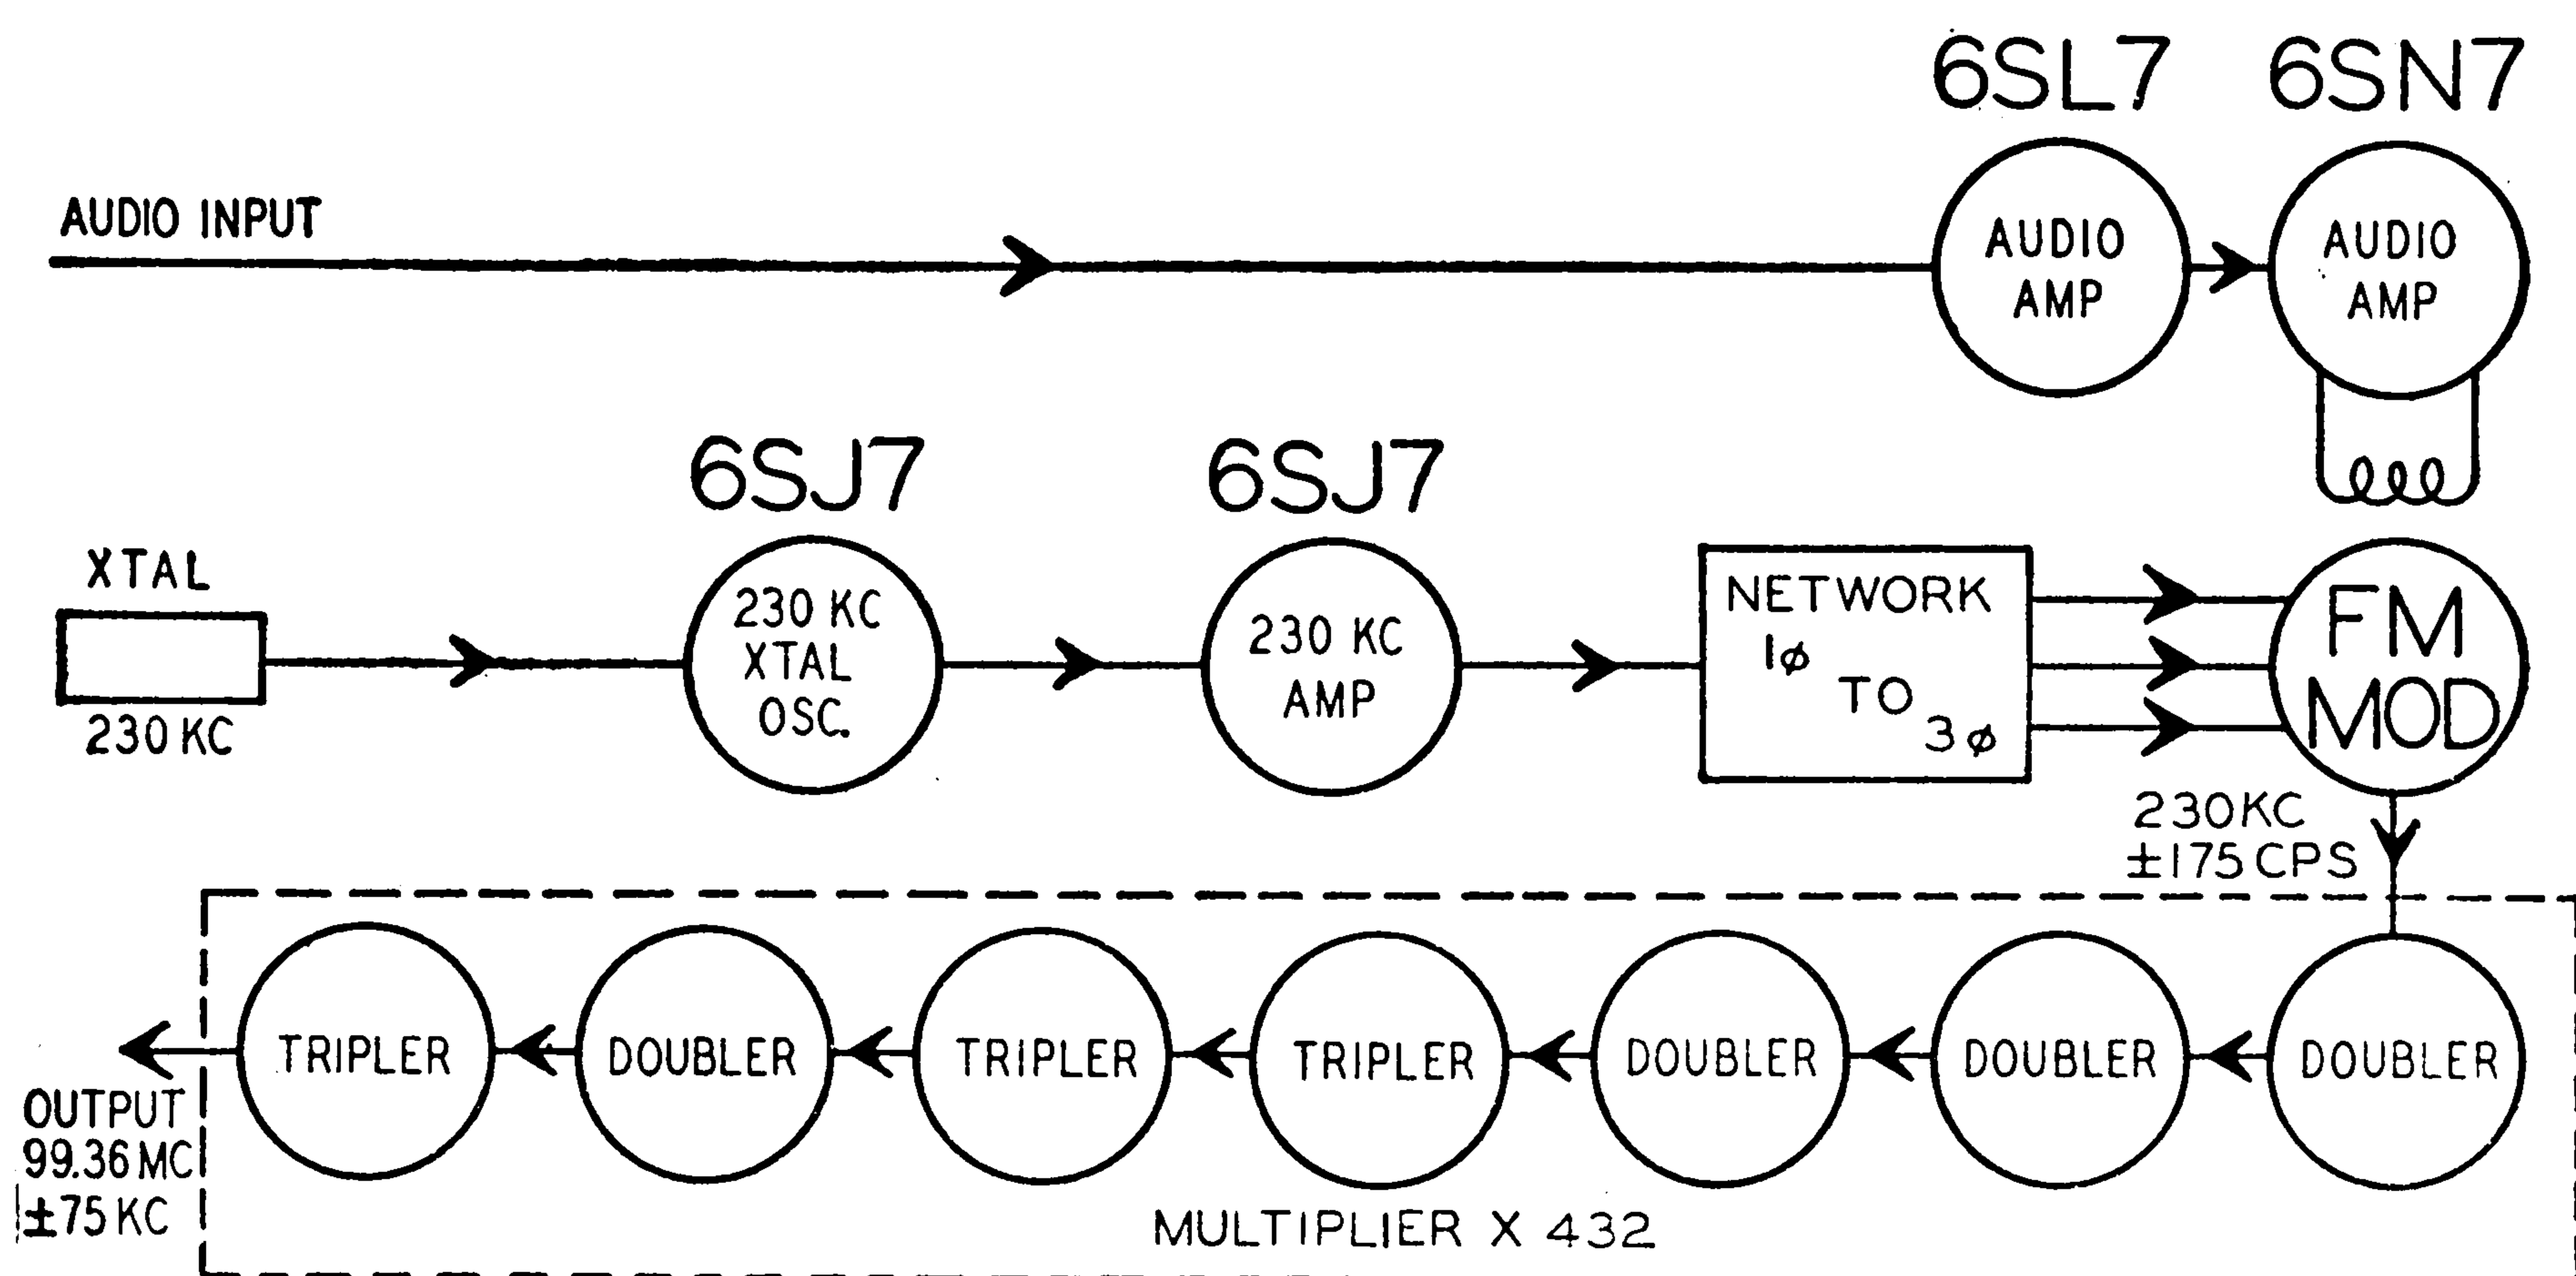 6SL7
6SN7
AUDIO INPUT
AUDIO
AMP
AUDIO
AMP
6SJ7
6SJ7
XTAL
230 KC
230 KC
XTAL
OSC.
230 KC
AMP
NETWORK
1ø
TO
3ø
FM
MOD
230KC
±175 CPS
TRIPLER
DOUBLER
TRIPLER
TRIPLER
DOUBLER
DOUBLER
DOUBLER
OUTPUT
99.36 MC
±75 KC
MULTIPLIER X 432